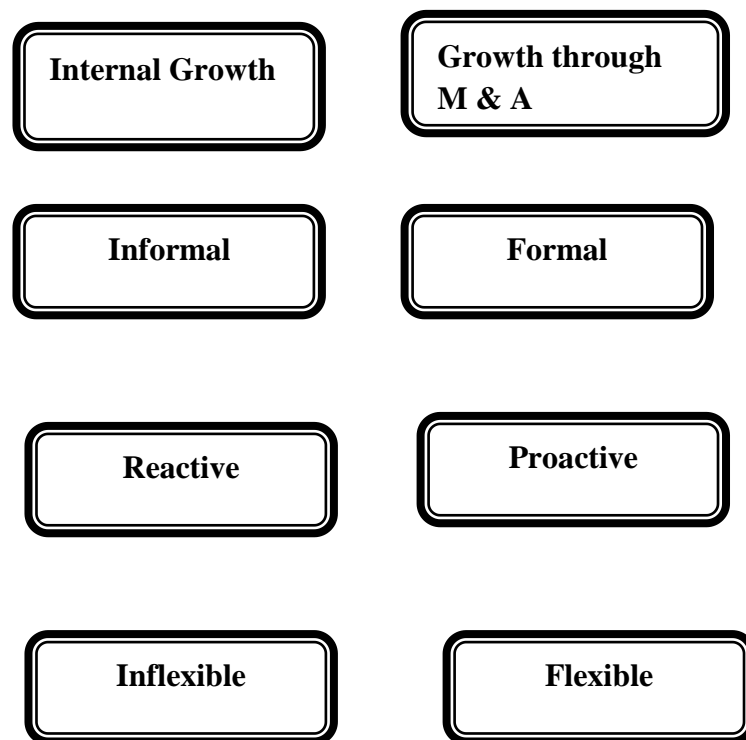 Internal Growth
Growth through
M & A
Informal
Formal
Reactive
Proactive
Inflexible
Flexible